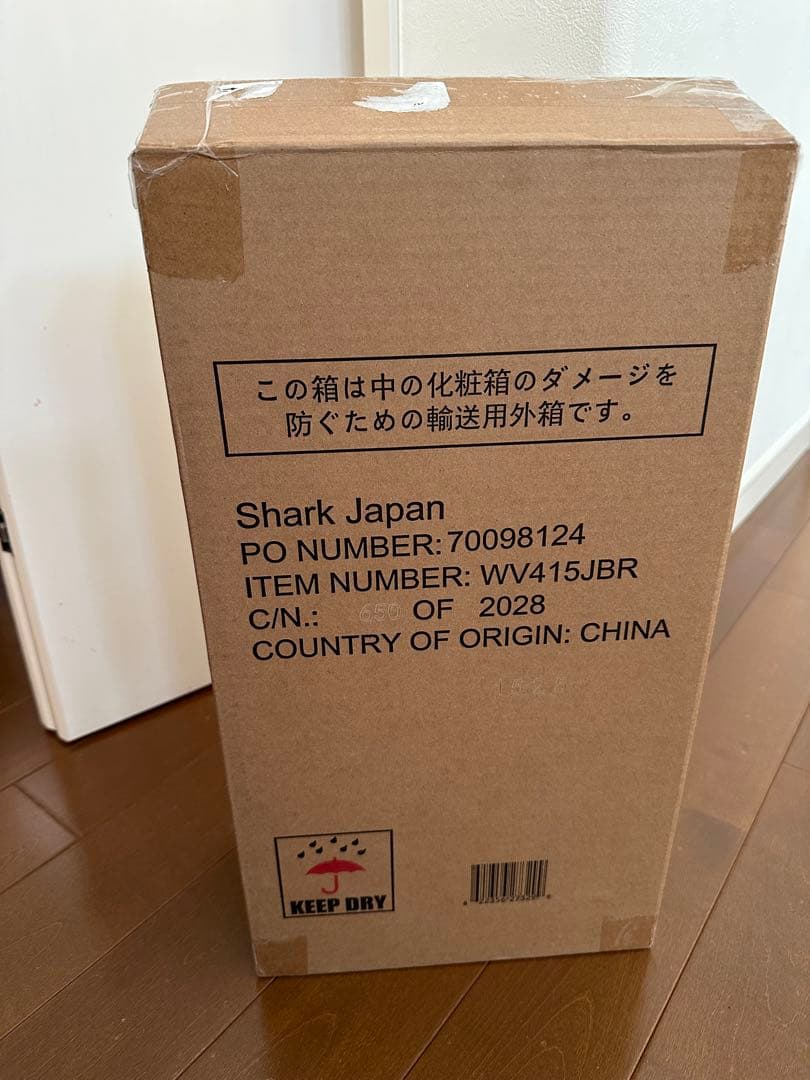 この箱は中の化粧箱のダメージを
防ぐための輸送用外箱です。
Shark Japan
PO NUMBER: 70098124
ITEM NUMBER: WV415JBR
C/N.: 650 OF 2028
COUNTRY OF ORIGIN: CHINA
KEEP DRY